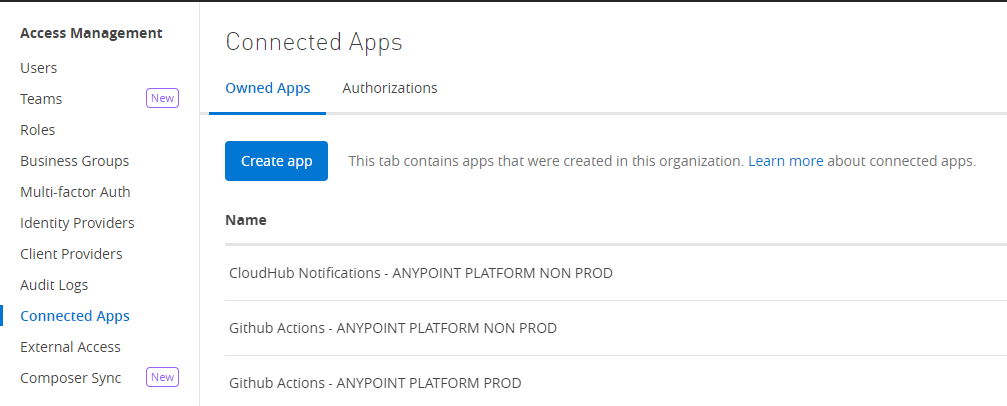 Access Management
Users
Teams New
Roles
Business Groups
Multi-factor Auth
Identity Providers
Client Providers
Audit Logs
Connected Apps
External Access
Composer Sync New
Connected Apps
Owned Apps Authorizations
Create app This tab contains apps that were created in this organization. Learn more about connected apps.
Name
CloudHub Notifications - ANYPOINT PLATFORM NON PROD
Github Actions - ANYPOINT PLATFORM NON PROD
Github Actions - ANYPOINT PLATFORM PROD